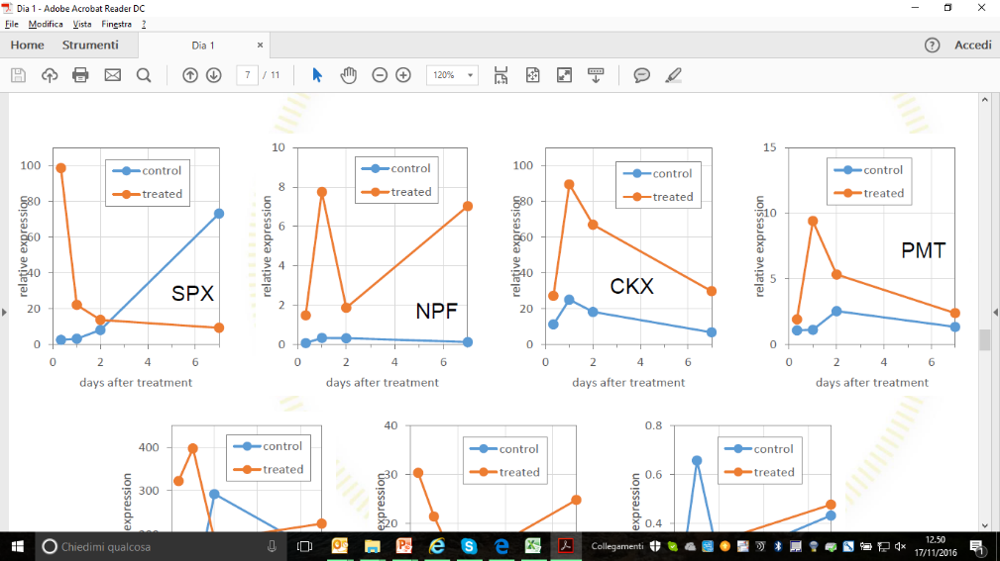 Dia 1 - Adobe Acrobat Reader DC
File Modifica Vista Finestra ?
Home Strumenti Dia 1 × ? Accedi
7 / 11 120%
100
80
60
40
20
0
0 2 4 6
relative expression
days after treatment
control
treated
SPX
10
8
6
4
2
0
0 2 4 6
relative expression
days after treatment
control
treated
NPF
100
80
60
40
20
0
0 2 4 6
relative expression
days after treatment
control
treated
CKX
15
10
5
0
0 2 4 6
relative expression
days after treatment
control
treated
PMT
400
300
200
expression
control
treated
40
30
20
expression
control
treated
0.8
0.6
0.4
expression
control
treated
Chiedimi qualcosa Collegamenti 12.50
17/11/2016
1